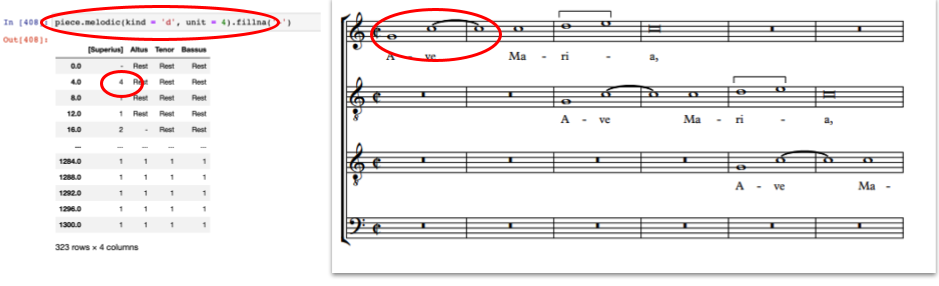 In [408]: piece.melodic(kind = 'd', unit = 4).fillna('-')
Out[408]:
[Superius] Altus Tenor Bassus
0.0 - Rest Rest Rest
4.0 4 Rest Rest Rest
8.0 1 Rest Rest Rest
12.0 1 Rest Rest Rest
16.0 2 - Rest Rest
... ... ... ... ...
1284.0 1 1 1 1
1288.0 1 1 1 1
1292.0 1 1 1 1
1296.0 1 1 1 1
1300.0 1 1 1 1
323 rows × 4 columns
A - ve Ma - ri - a,
8
A - ve Ma - ri - a,
8
A - ve Ma -